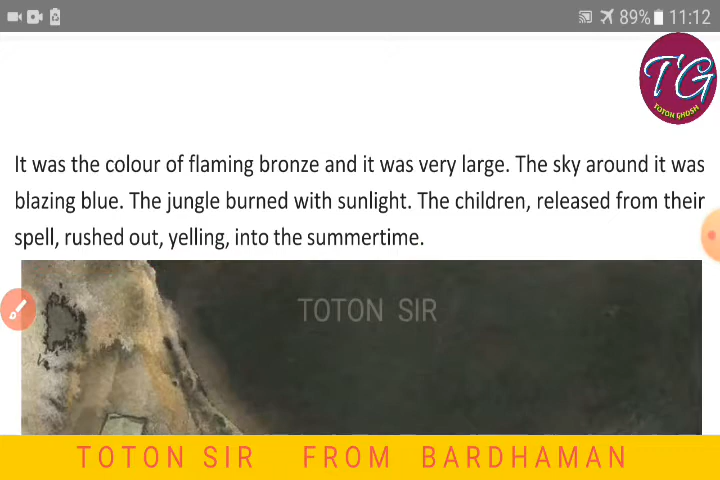 89% 11:12
T'G
TOTON GHOSH
It was the colour of flaming bronze and it was very large. The sky around it was
blazing blue. The jungle burned with sunlight. The children, released from their
spell, rushed out, yelling, into the summertime.
TOTON SIR
TOTON SIR FROM BARDHAMAN